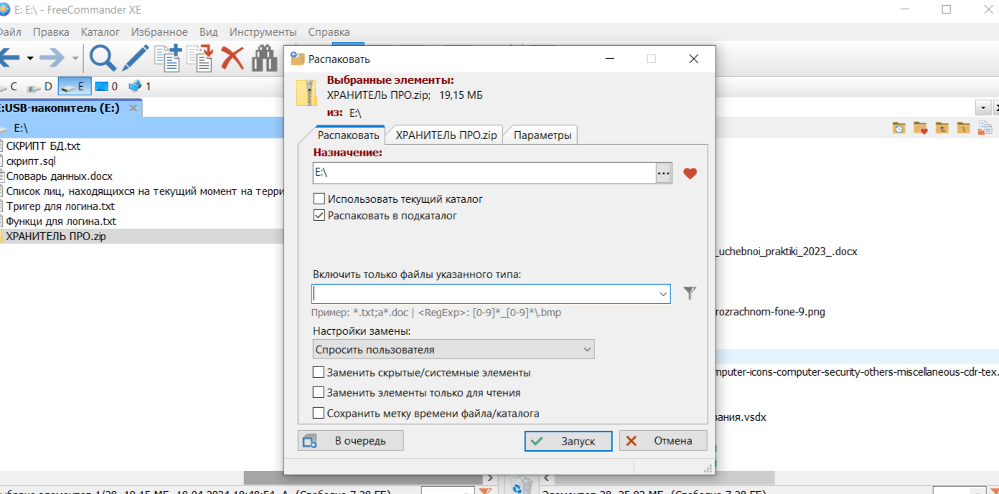 E: E:\ - FreeCommander XE
Файл Правка Каталог Избранное Вид Инструменты Справка
C D E 0 1
E:USB-накопитель (E:)
E:\
СКРИПТ БД.txt
скрипт.sql
Словарь данных.docx
Список лиц, находящихся на текущий момент на терри
Тригер для логина.txt
Функци для логина.txt
ХРАНИТЕЛЬ ПРО.zip
Распаковать
Выбранные элементы:
ХРАНИТЕЛЬ ПРО.zip; 19,15 МБ
из: E:\
Распаковать ХРАНИТЕЛЬ ПРО.zip Параметры
Назначение:
E:\
Использовать текущий каталог
Распаковать в подкаталог
Включить только файлы указанного типа:
Пример: *.txt;a*.doc | <RegExp>: [0-9]*_[0-9]*\.bmp
Настройки замены:
Спросить пользователя
Заменить скрытые/системные элементы
Заменить элементы только для чтения
Сохранить метку времени файла/каталога
В очередь Запуск Отмена
_uchebnoi_praktiki_2023_.docx
rozrachnom-fone-9.png
mputer-icons-computer-security-others-miscellaneous-cdr-tex.
зания.vsdx